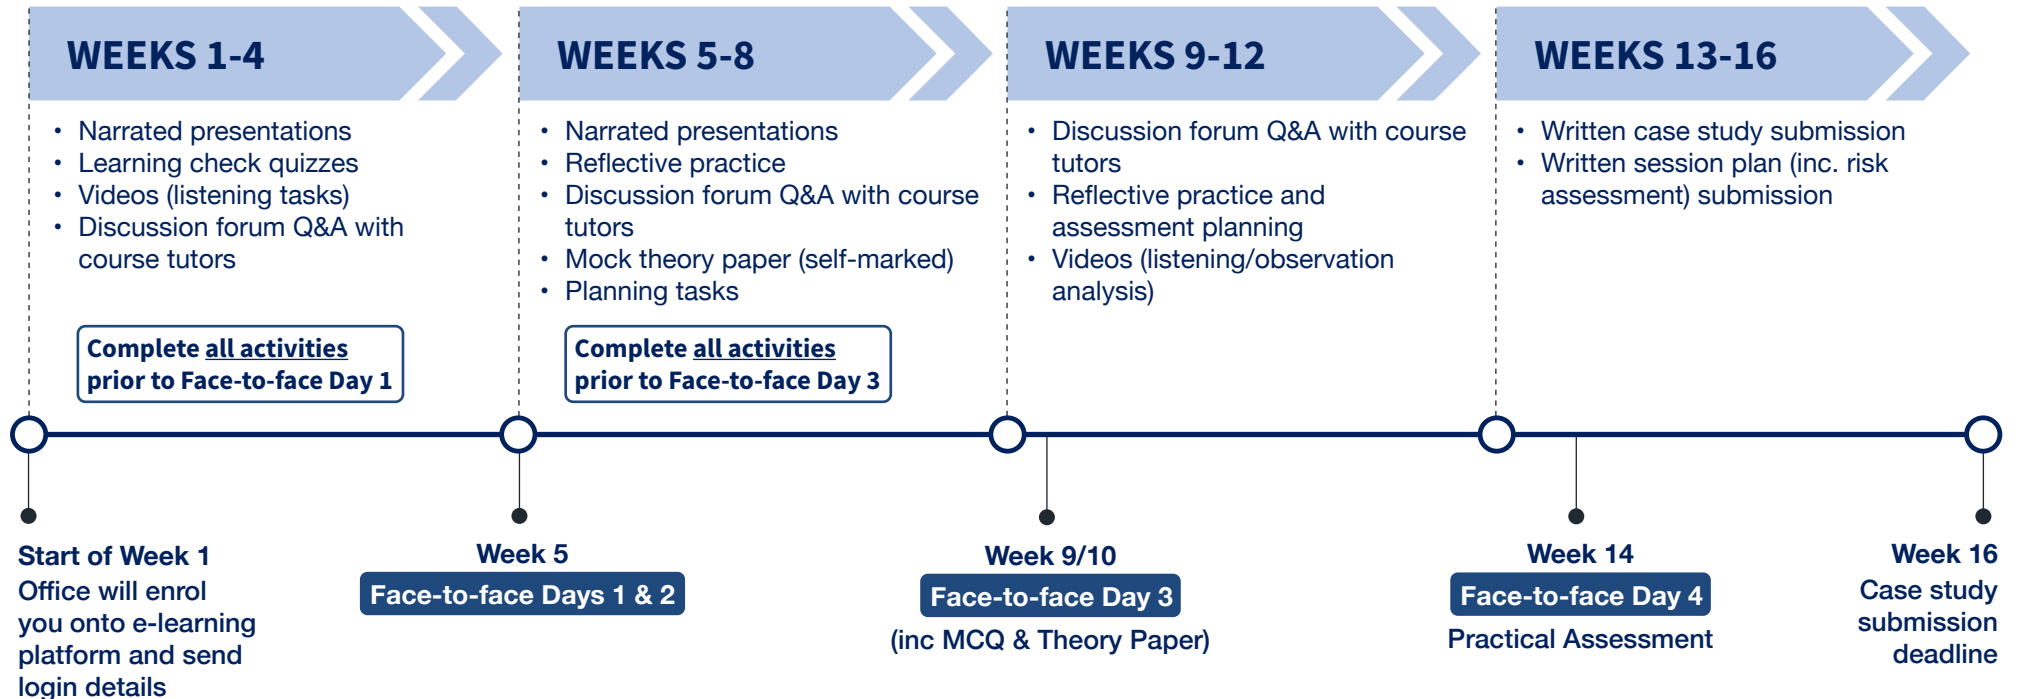 WEEKS 1-4
• Narrated presentations
• Learning check quizzes
• Videos (listening tasks)
• Discussion forum Q&A with
course tutors
Complete all activities
prior to Face-to-face Day 1
WEEKS 5-8
• Narrated presentations
• Reflective practice
• Discussion forum Q&A with course
tutors
• Mock theory paper (self-marked)
• Planning tasks
Complete all activities
prior to Face-to-face Day 3
WEEKS 9-12
• Discussion forum Q&A with course
tutors
• Reflective practice and
assessment planning
• Videos (listening/observation
analysis)
WEEKS 13-16
• Written case study submission
• Written session plan (inc. risk
assessment) submission
Start of Week 1
Office will enrol
you onto e-learning
platform and send
login details
Week 5
Face-to-face Days 1 & 2
Week 9/10
Face-to-face Day 3
(inc MCQ & Theory Paper)
Week 14
Face-to-face Day 4
Practical Assessment
Week 16
Case study
submission
deadline